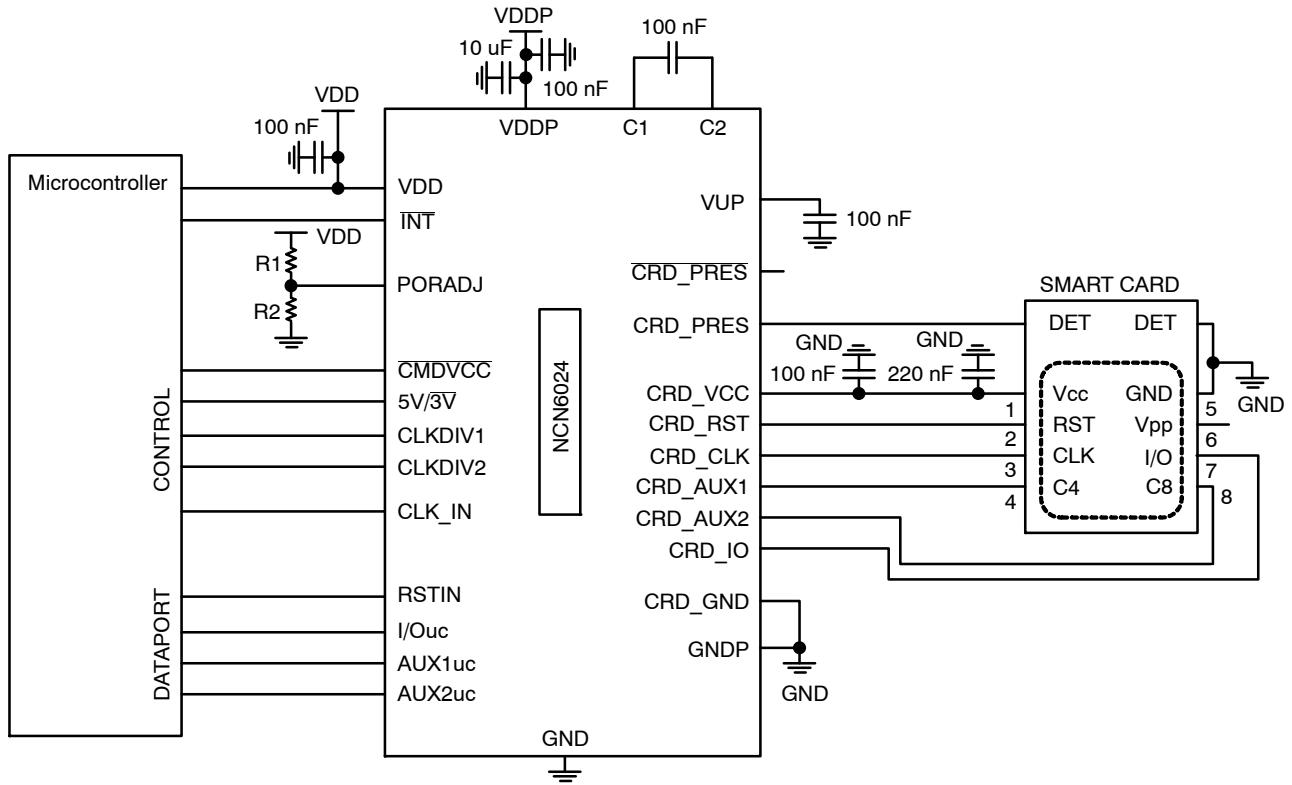 VDDP
10 uF
100 nF
100 nF
VDD
100 nF
VDDP
C1
C2
Microcontroller
CONTROL
DATAPORT
VDD
R1
R2
VDD
INT
PORADJ
CMDVCC
5V/3V
CLKDIV1
CLKDIV2
CLK_IN
RSTIN
I/Ouc
AUX1uc
AUX2uc
NCN6024
GND
VUP
100 nF
CRD_PRES
CRD_PRES
CRD_VCC
CRD_RST
CRD_CLK
CRD_AUX1
CRD_AUX2
CRD_IO
CRD_GND
GNDP
GND
GND
100 nF
GND
220 nF
SMART CARD
DET
DET
Vcc
GND
RST
Vpp
CLK
I/O
C4
C8
1
2
3
4
5
6
7
8
GND